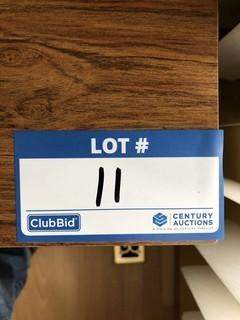 LOT #
11
ClubBid
CENTURY
AUCTIONS